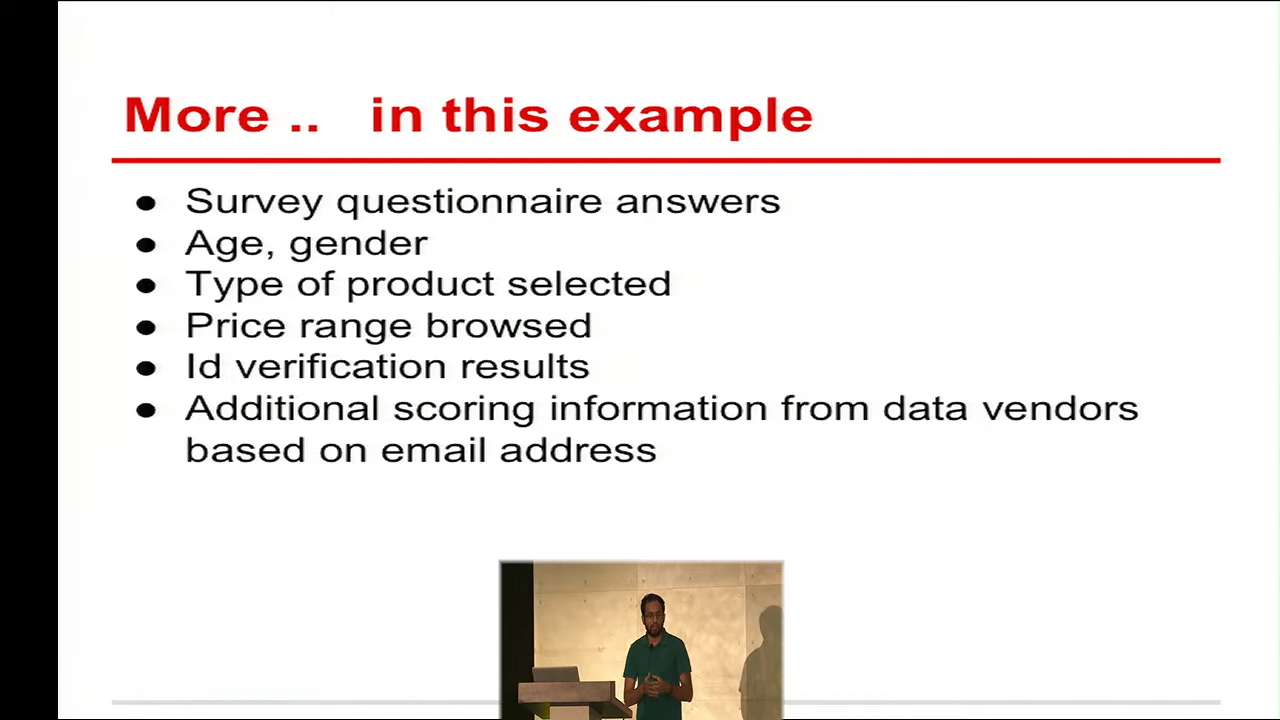 More .. in this example
● Survey questionnaire answers
● Age, gender
● Type of product selected
● Price range browsed
● Id verification results
● Additional scoring information from data vendors
based on email address